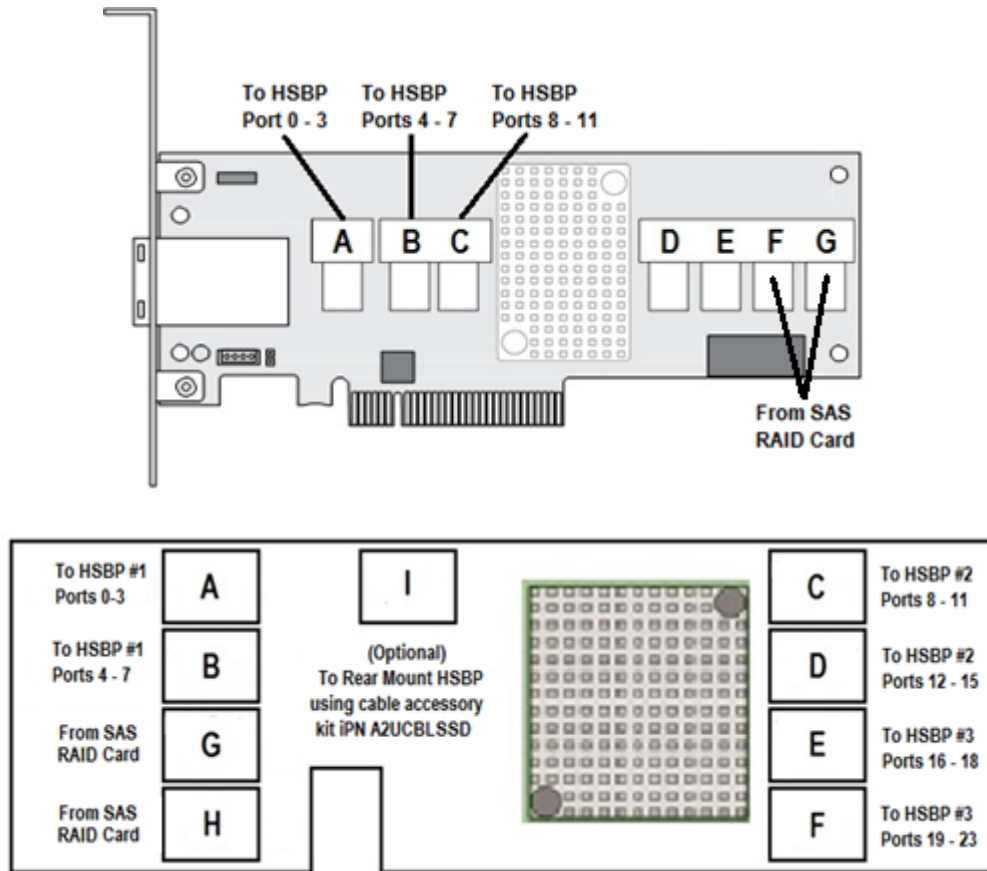 To HSBP
Port 0 - 3
To HSBP
Ports 4 - 7
To HSBP
Ports 8 - 11
A
B
C
D
E
F
G
From SAS
RAID Card
To HSBP #1
Ports 0-3
A
I
C
To HSBP #2
Ports 8 - 11
To HSBP #1
Ports 4 - 7
B
(Optional)
To Rear Mount HSBP
using cable accessory
kit iPN A2UCBLSSD
D
To HSBP #2
Ports 12 - 15
From SAS
RAID Card
G
E
To HSBP #3
Ports 16 - 18
From SAS
RAID Card
H
F
To HSBP #3
Ports 19 - 23